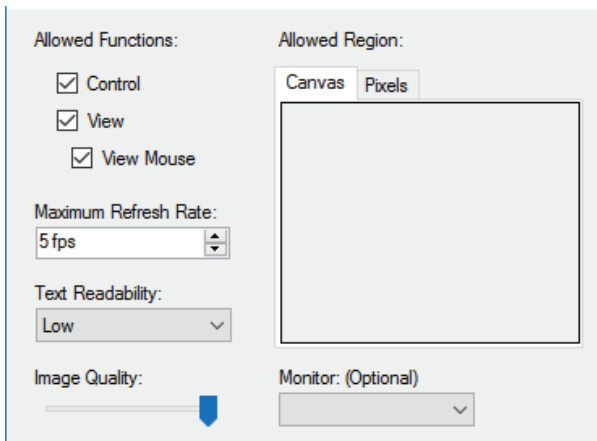 Allowed Functions:
Control
View
View Mouse
Maximum Refresh Rate:
5 fps
Text Readability:
Low
Image Quality:
Allowed Region:
Canvas Pixels
Monitor: (Optional)